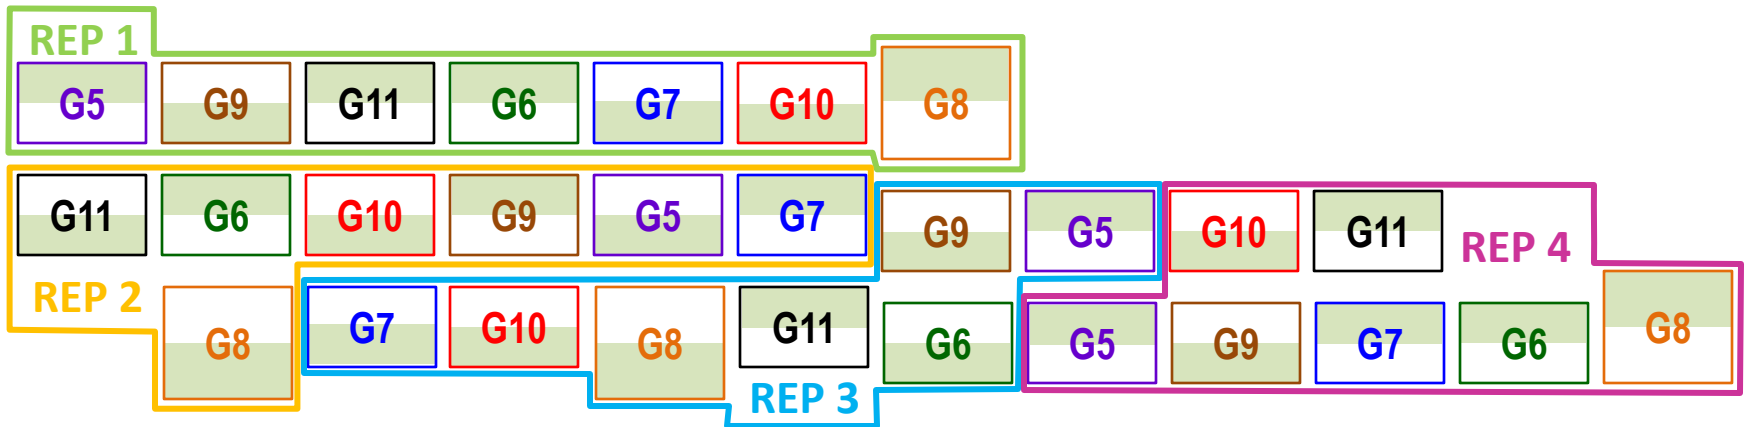 REP 1
G5 G9 G11 G6 G7 G10 G8
G11 G6 G10 G9 G5 G7 G9 G5 G10 G11 REP 4
REP 2 G8 G7 G10 G8 G11 G6 G5 G9 G7 G6 G8
REP 3